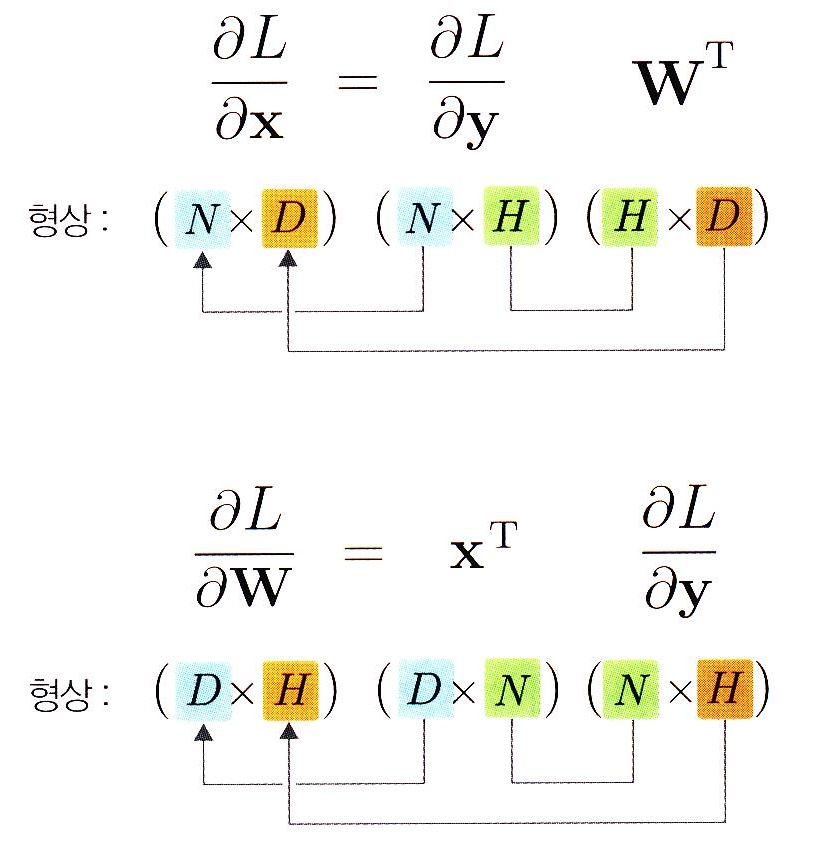 ∂L/∂x = ∂L/∂y W^T
형상 : (N × D) (N × H) (H × D)
∂L/∂W = x^T ∂L/∂y
형상 : (D × H) (D × N) (N × H)